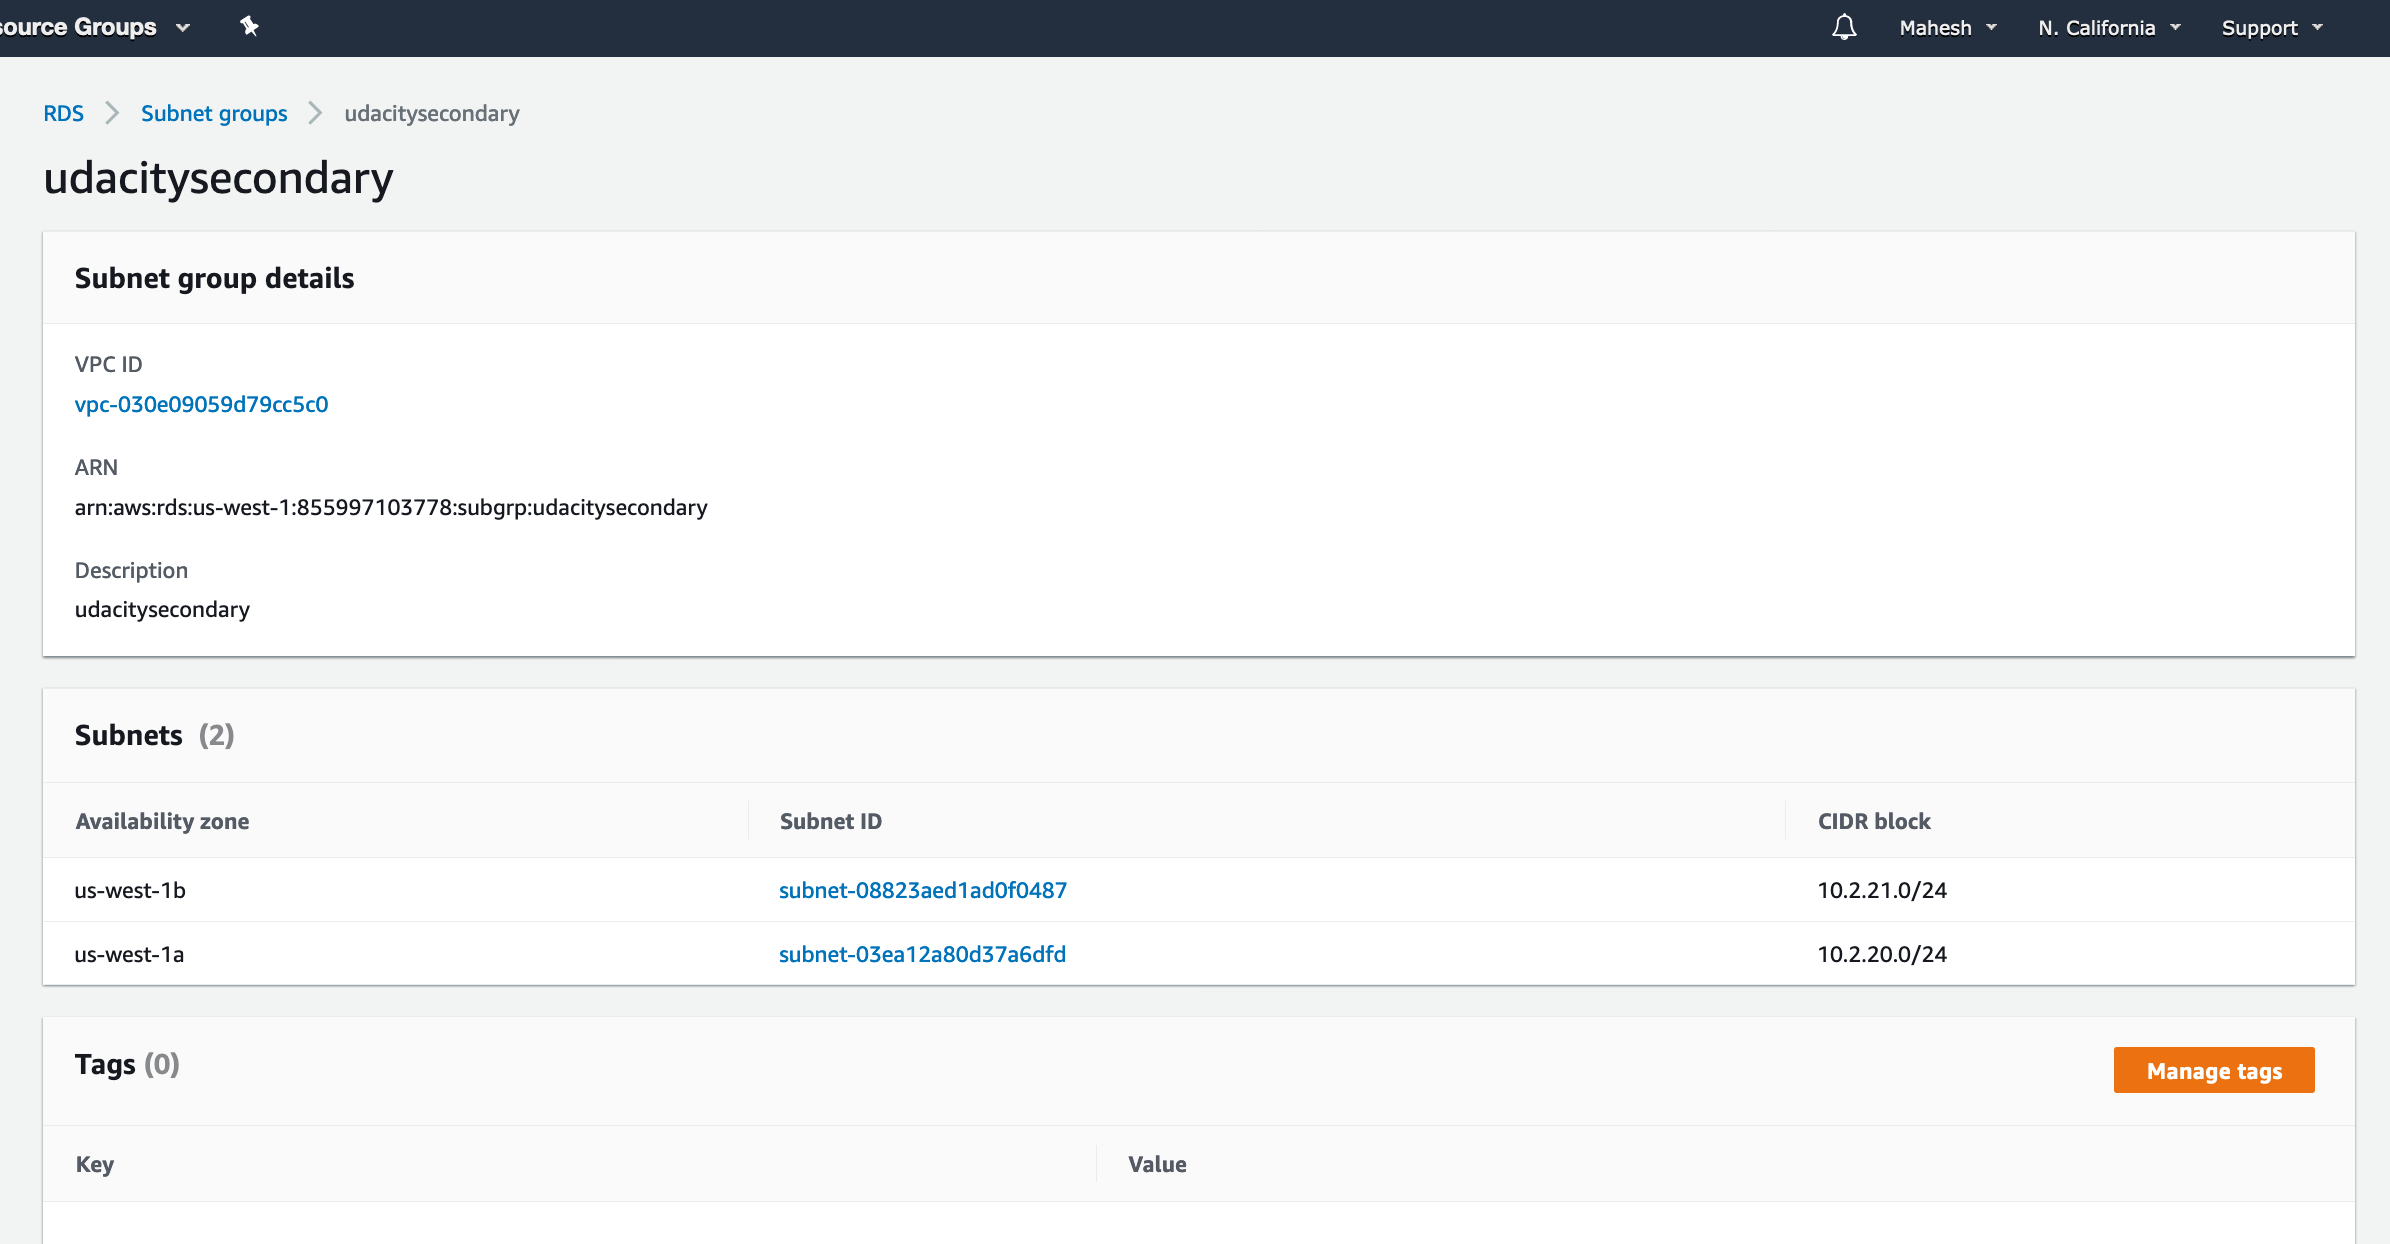 source Groups Mahesh N. California Support
RDS Subnet groups udacitysecondary
udacitysecondary
Subnet group details
VPC ID
vpc-030e09059d79cc5c0
ARN
arn:aws:rds:us-west-1:855997103778:subgrp:udacitysecondary
Description
udacitysecondary
Subnets (2)
Availability zone Subnet ID CIDR block
us-west-1b subnet-08823aed1ad0f0487 10.2.21.0/24
us-west-1a subnet-03ea12a80d37a6dfd 10.2.20.0/24
Tags (0) Manage tags
Key Value